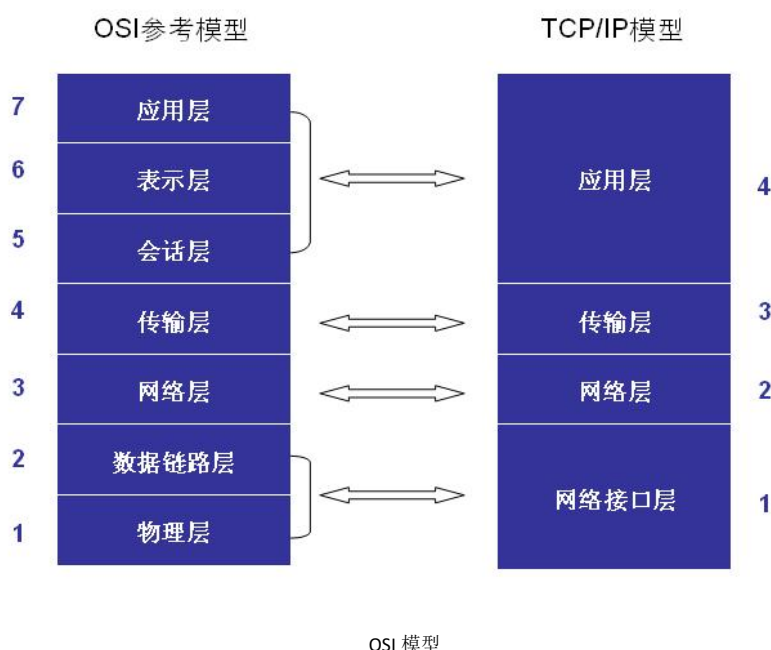 OSI参考模型
TCP/IP模型
7
应用层
6
表示层
5
会话层
4
传输层
3
网络层
2
数据链路层
1
物理层
应用层
4
传输层
3
网络层
2
网络接口层
1
OSI 模型